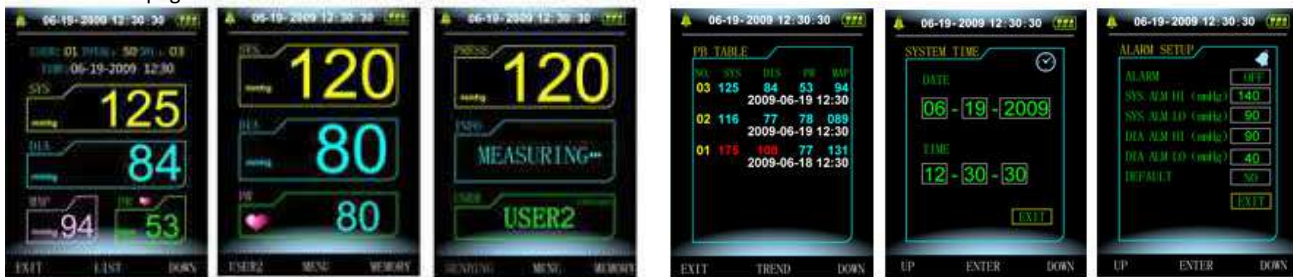 06-19-2009 12:30:30
USER: 01 TOTAL: 50 NO.: 03
TIME: 06-19-2009 12:30
SYS
mmHg 125
DIA
mmHg 84
MAP PR
94 53
EXIT LIST DOWN
06-19-2009 12:30:30
SYS
mmHg 120
DIA
mmHg 80
PR
80
USER2 MENU MEMORY
06-19-2009 12:30:30
PRESS
mmHg 120
INFO
MEASURING...
USER
USER2
MENU MEMORY
06-19-2009 12:30:30
PB TABLE
NO. SYS DIS PR MAP
03 125 84 53 94
2009-06-19 12:30
02 116 77 78 089
2009-06-19 12:30
01 175 108 77 131
2009-06-18 12:30
EXIT TREND DOWN
06-19-2009 12:30:30
SYSTEM TIME
DATE
06 - 19 - 2009
TIME
12 - 30 - 30
EXIT
UP ENTER DOWN
06-19-2009 12:30:30
ALARM SETUP
ALARM OFF
SYS ALM HI (mmHg) 140
SYS ALM LO (mmHg) 90
DIA ALM HI (mmHg) 90
DIA ALM LO (mmHg) 40
DEFAULT NO
EXIT
UP ENTER DOWN